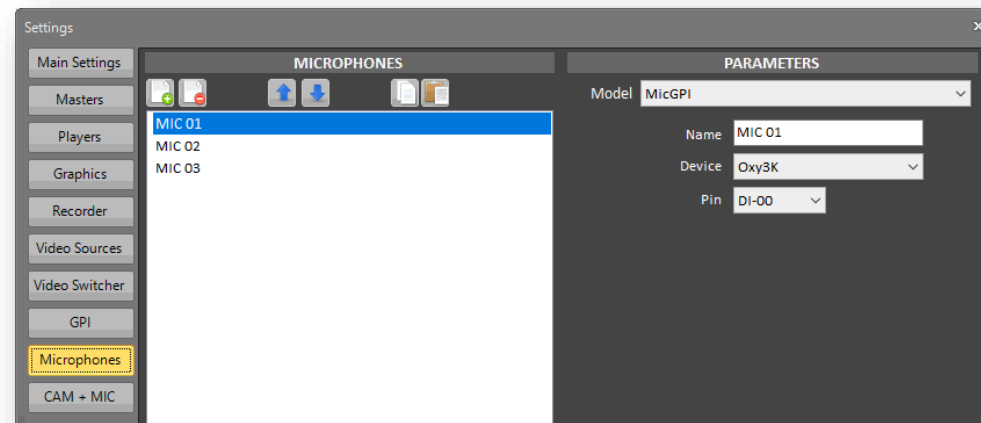 Settings
Main Settings
Masters
Players
Graphics
Recorder
Video Sources
Video Switcher
GPI
Microphones
CAM + MIC
MICROPHONES
MIC 01
MIC 02
MIC 03
PARAMETERS
Model MicGPI
Name MIC 01
Device Oxy3K
Pin DI-00